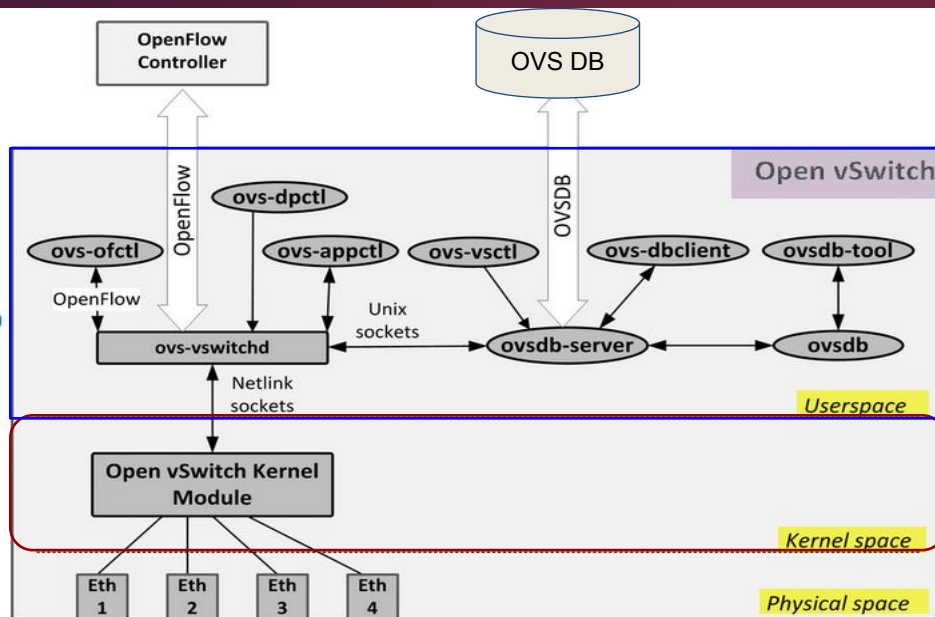 OpenFlow
Controller
OVS DB
Open vSwitch
OpenFlow
OVSDB
ovs-dpctl
ovs-ofctl
ovs-appctl
ovs-vsctl
ovs-dbclient
ovsdb-tool
OpenFlow
Unix
sockets
ovs-vswitchd
ovsdb-server
ovsdb
Netlink
sockets
Userspace
Open vSwitch Kernel
Module
Kernel space
Eth
1
Eth
2
Eth
3
Eth
4
Physical space